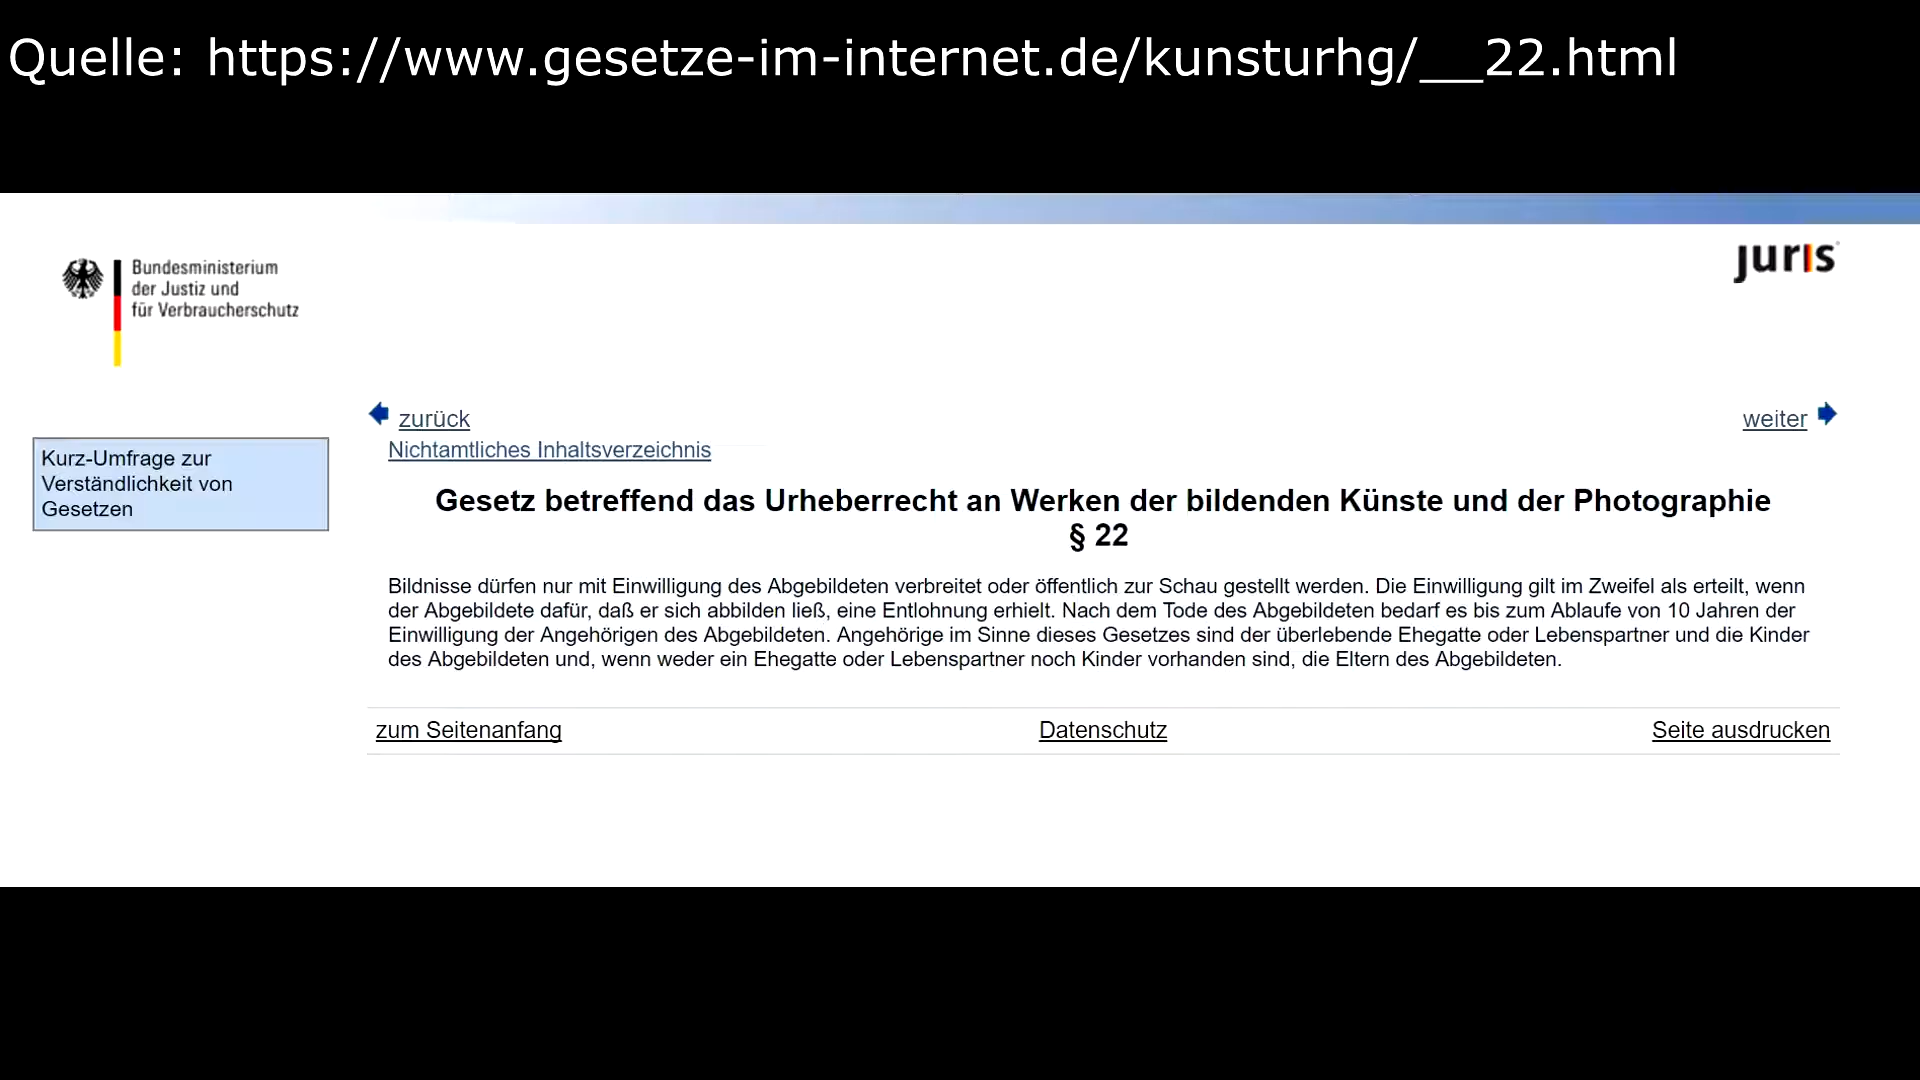 Quelle: https://www.gesetze-im-internet.de/kunsturhg/__22.html
Bundesministerium
der Justiz und
für Verbraucherschutz
juris
zurück
weiter
Nichtamtliches Inhaltsverzeichnis
Kurz-Umfrage zur
Verständlichkeit von
Gesetzen
Gesetz betreffend das Urheberrecht an Werken der bildenden Künste und der Photographie
§ 22
Bildnisse dürfen nur mit Einwilligung des Abgebildeten verbreitet oder öffentlich zur Schau gestellt werden. Die Einwilligung gilt im Zweifel als erteilt, wenn
der Abgebildete dafür, daß er sich abbilden ließ, eine Entlohnung erhielt. Nach dem Tode des Abgebildeten bedarf es bis zum Ablaufe von 10 Jahren der
Einwilligung der Angehörigen des Abgebildeten. Angehörige im Sinne dieses Gesetzes sind der überlebende Ehegatte oder Lebenspartner und die Kinder
des Abgebildeten und, wenn weder ein Ehegatte oder Lebenspartner noch Kinder vorhanden sind, die Eltern des Abgebildeten.
zum Seitenanfang
Datenschutz
Seite ausdrucken